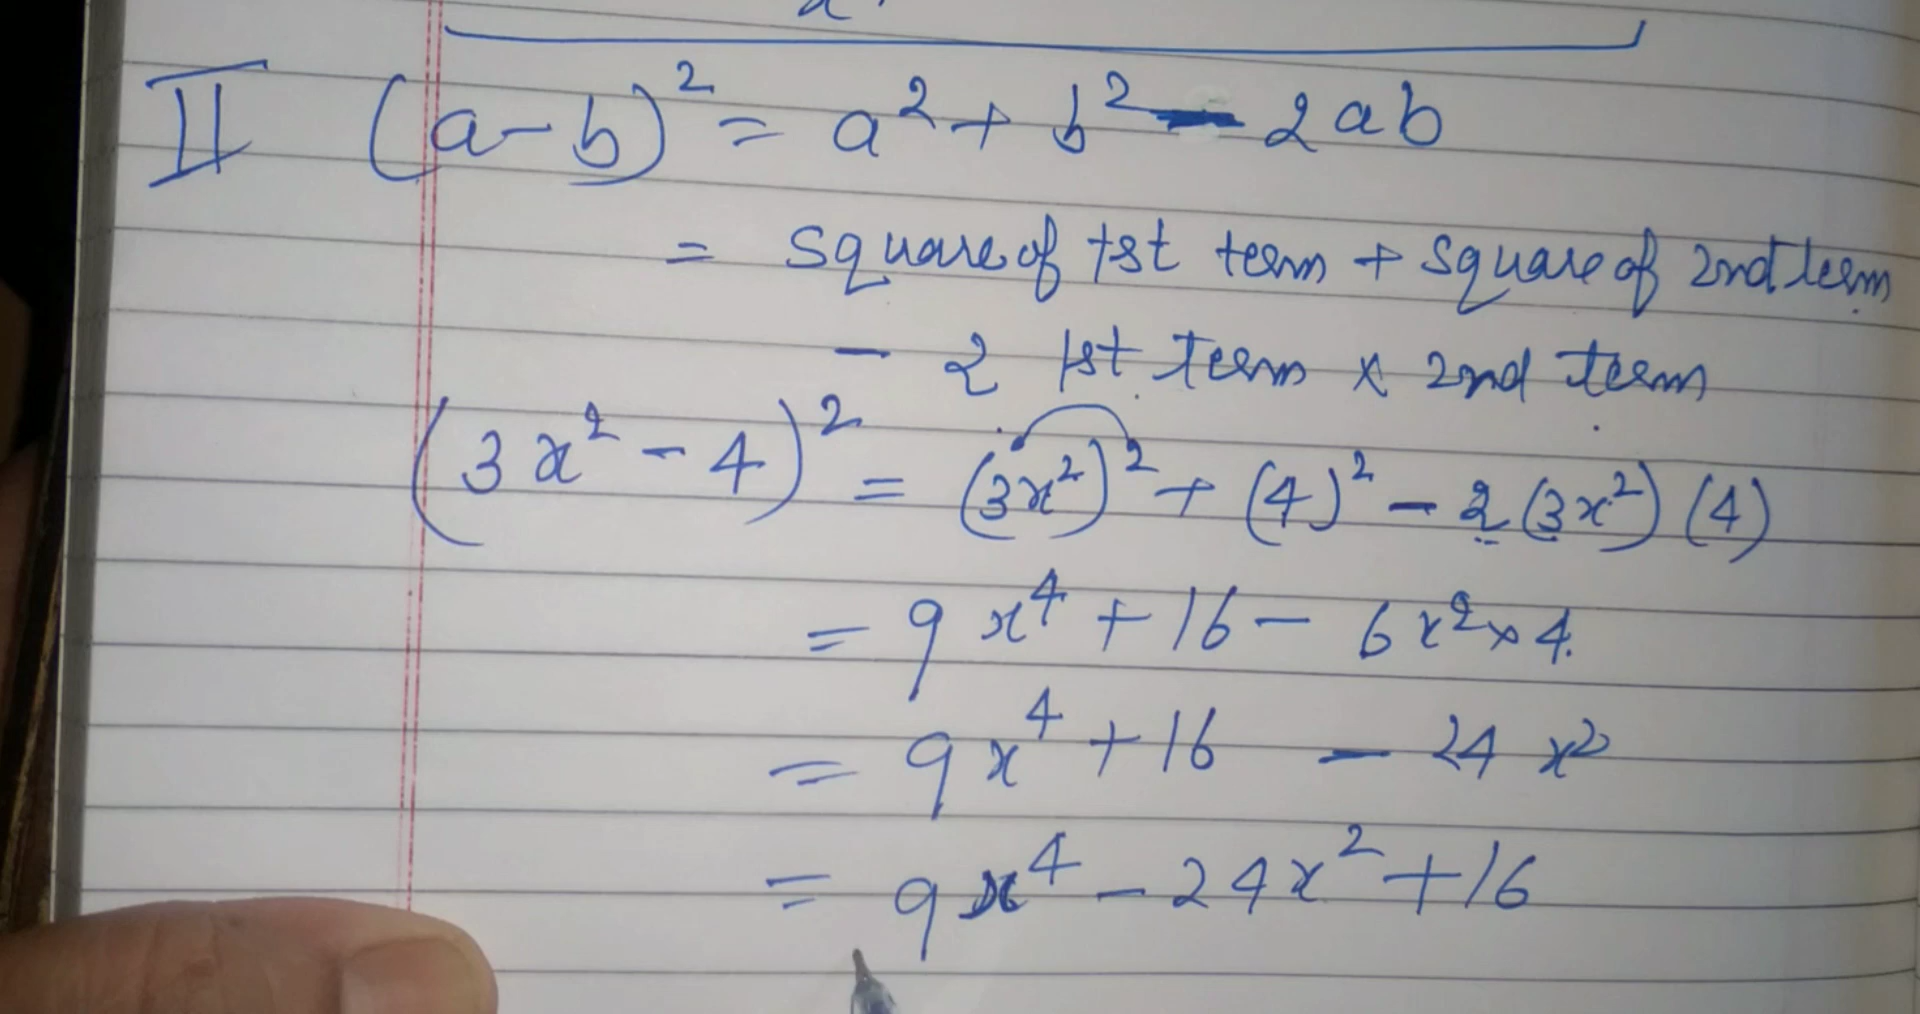 II (a-b)² = a² + b² - 2ab
= square of 1st term + square of 2nd term
- 2 1st term x 2nd term
(3x² - 4)² = (3x²)² + (4)² - 2(3x²)(4)
= 9x⁴ + 16 - 6x² x 4.
= 9x⁴ + 16 - 24x²
= 9x⁴ - 24x² + 16